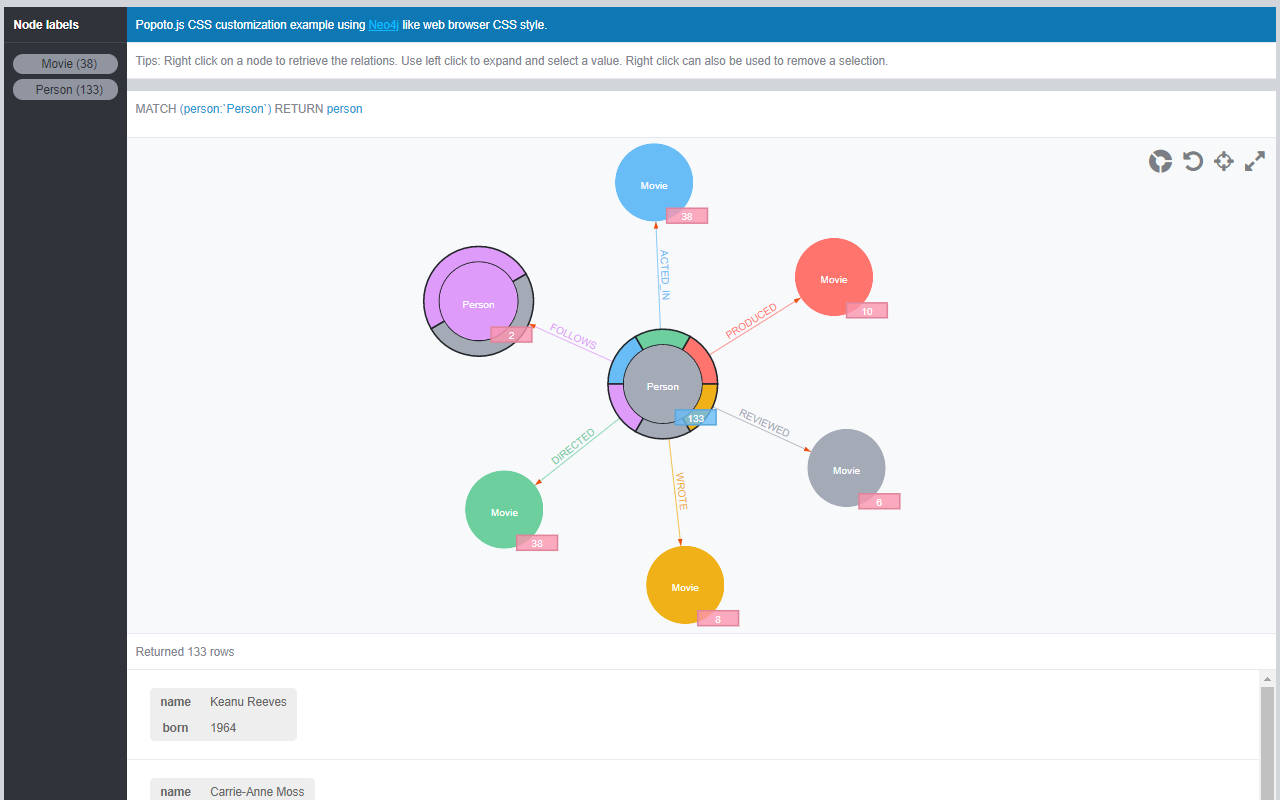 Node labels
Popoto.js CSS customization example using Neo4j like web browser CSS style.
Movie (38)
Person (133)
Tips: Right click on a node to retrieve the relations. Use left click to expand and select a value. Right click can also be used to remove a selection.
MATCH (person:`Person`) RETURN person
Movie
38
ACTED_IN
Movie
10
PRODUCED
Person
2
FOLLOWS
Person
133
REVIEWED
Movie
6
DIRECTED
Movie
38
WROTE
Movie
8
Returned 133 rows
name Keanu Reeves
born 1964
name Carrie-Anne Moss